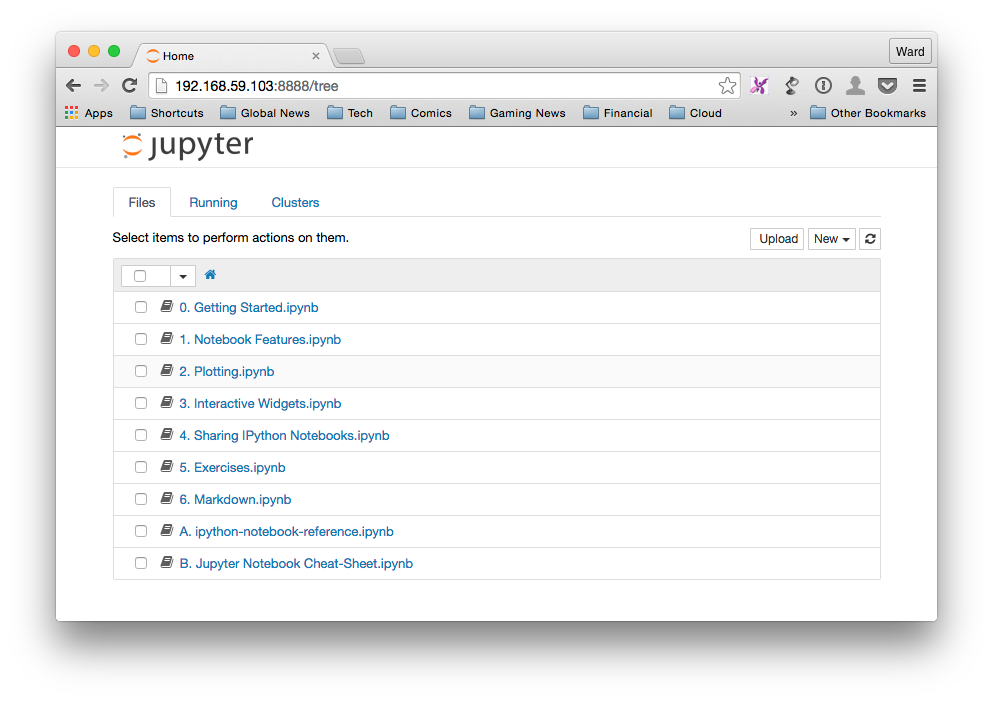 Home
Ward
192.168.59.103:8888/tree
Apps Shortcuts Global News Tech Comics Gaming News Financial Cloud » Other Bookmarks
jupyter
Files Running Clusters
Select items to perform actions on them.
Upload New
0. Getting Started.ipynb
1. Notebook Features.ipynb
2. Plotting.ipynb
3. Interactive Widgets.ipynb
4. Sharing IPython Notebooks.ipynb
5. Exercises.ipynb
6. Markdown.ipynb
A. ipython-notebook-reference.ipynb
B. Jupyter Notebook Cheat-Sheet.ipynb